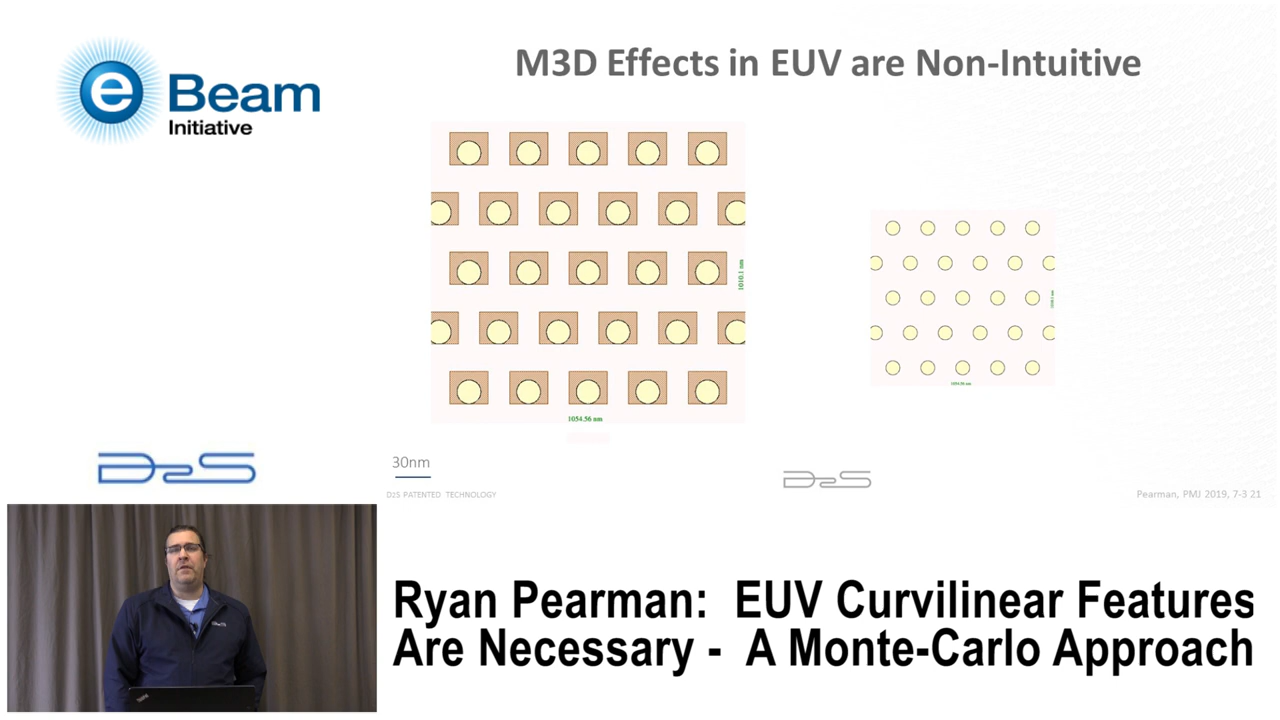 M3D Effects in EUV are Non-Intuitive
e Beam
Initiative
1010.1 nm
1054.56 nm
1054.56 nm
30nm
D2S PATENTED TECHNOLOGY
D2S
D2S
Pearman, PMJ 2019, 7-3 21
Ryan Pearman: EUV Curvilinear Features
Are Necessary - A Monte-Carlo Approach